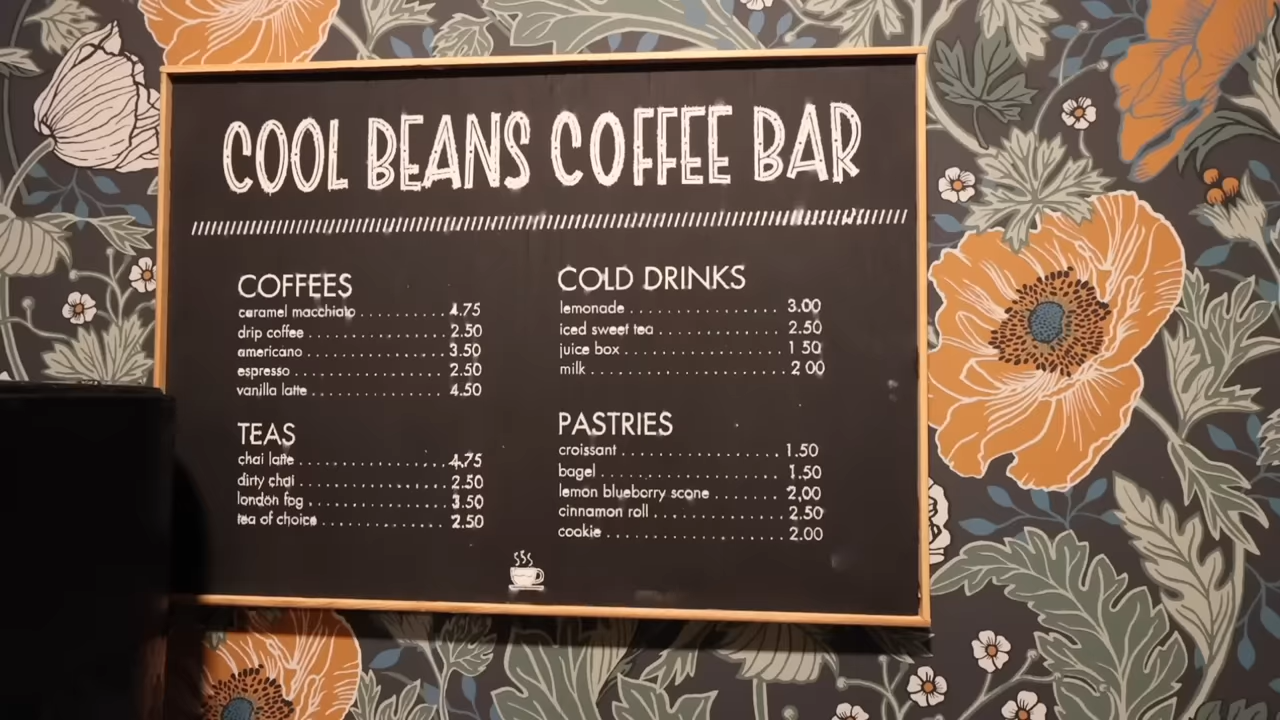 COOL BEANS COFFEE BAR
COFFEES
caramel macchiato . . . . . . . . . . 4.75
drip coffee . . . . . . . . . . . . . . . . 2.50
americano . . . . . . . . . . . . . . . . 3.50
espresso . . . . . . . . . . . . . . . . . 2.50
vanilla latte . . . . . . . . . . . . . . . 4.50
TEAS
chai latte . . . . . . . . . . . . . . . . . 4.75
dirty chai . . . . . . . . . . . . . . . . . 2.50
london fog . . . . . . . . . . . . . . . . 3.50
tea of choice . . . . . . . . . . . . . . 2.50
COLD DRINKS
lemonade . . . . . . . . . . . . . . . . . 3.00
iced sweet tea . . . . . . . . . . . . . 2.50
juice box . . . . . . . . . . . . . . . . . 1 50
milk . . . . . . . . . . . . . . . . . . . . . 2 00
PASTRIES
croissant . . . . . . . . . . . . . . . . . 1.50
bagel . . . . . . . . . . . . . . . . . . . . 1.50
lemon blueberry scone . . . . . . . 2.00
cinnamon roll . . . . . . . . . . . . . . 2.50
cookie . . . . . . . . . . . . . . . . . . . 2.00